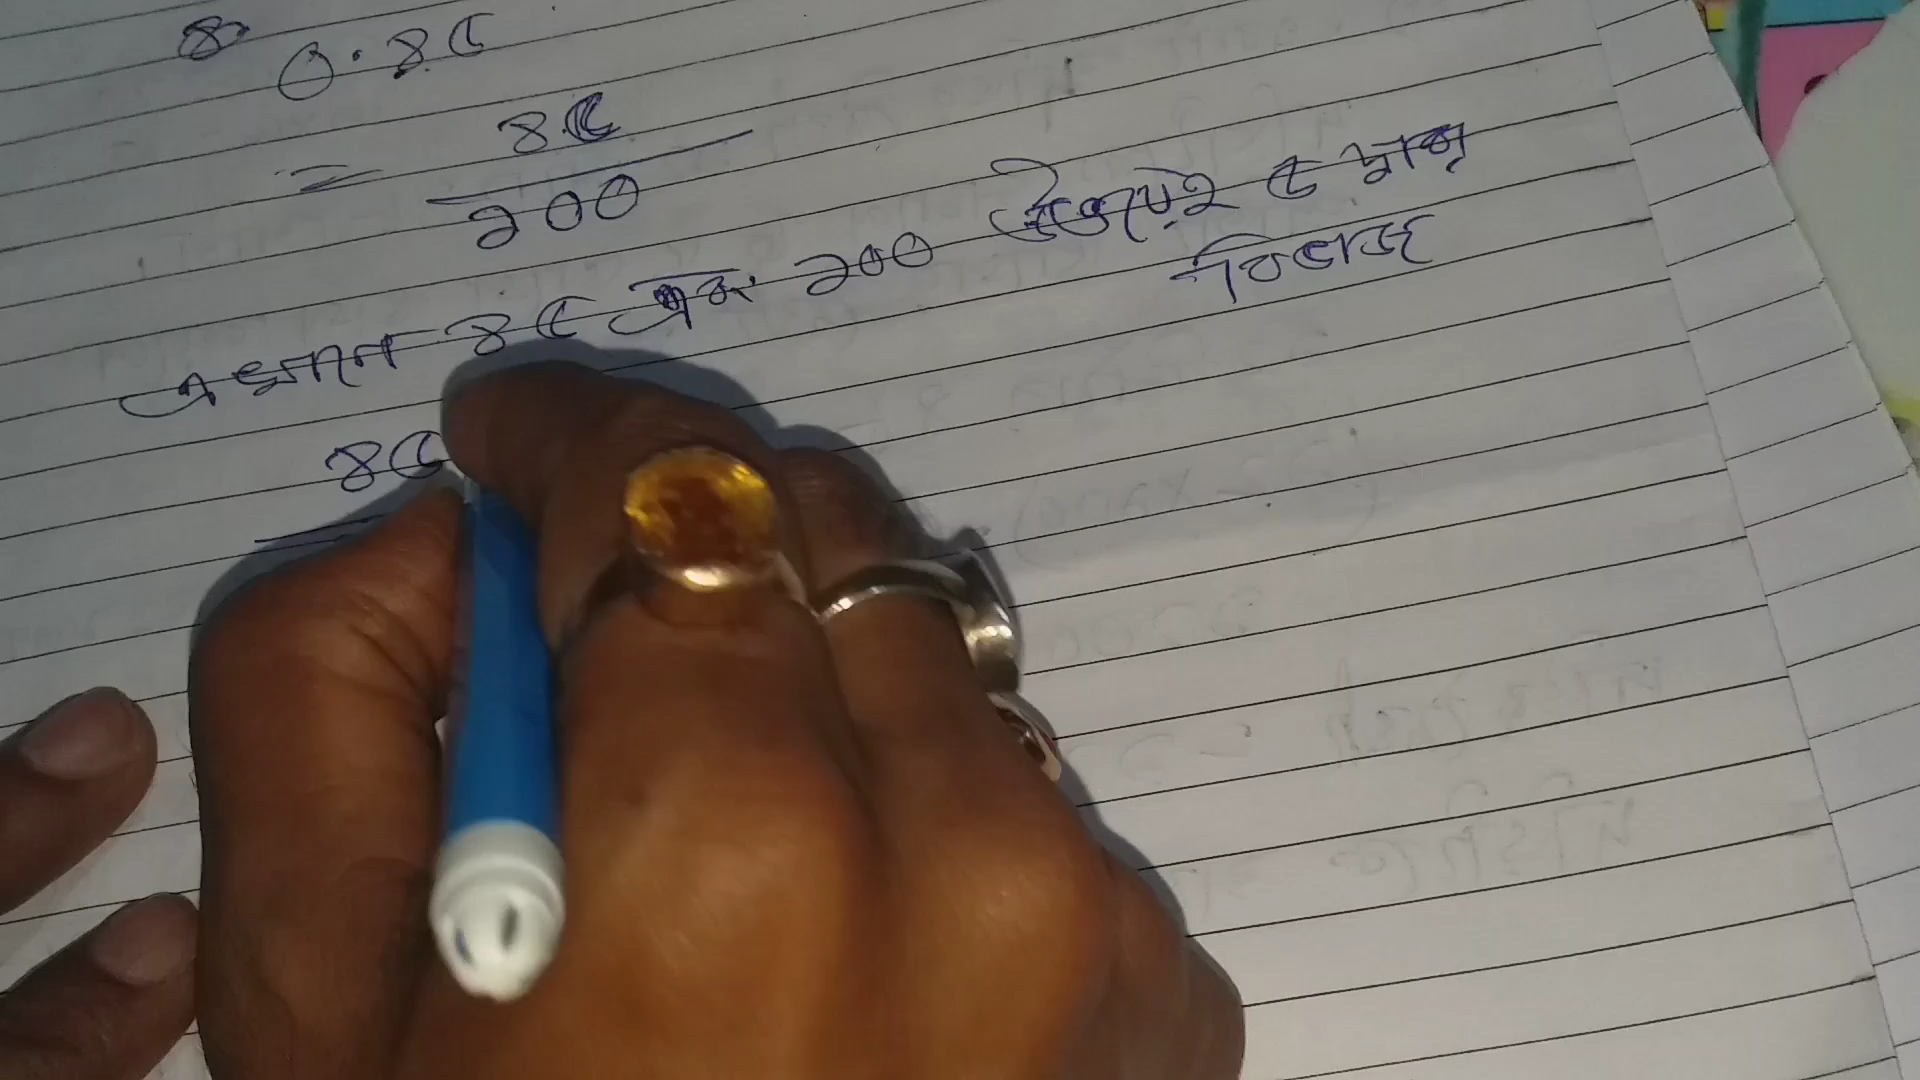 ৪. ০.৪৫
= ৪৫
১০০
এখানে ৪৫ এবং ১০০ উভয়েই ৫ দ্বারা
বিভাজ্য
৪৫